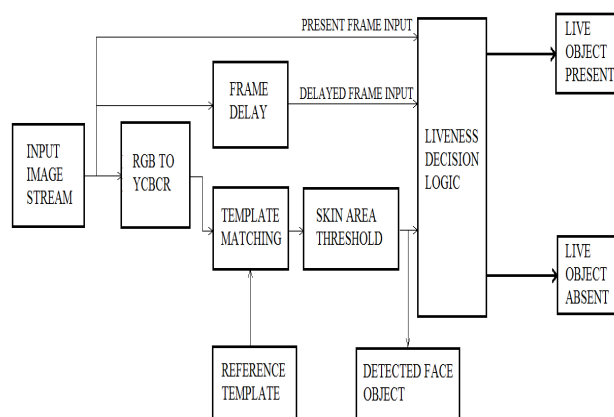 PRESENT FRAME INPUT
LIVE
OBJECT
PRESENT
FRAME
DELAY
DELAYED FRAME INPUT
INPUT
IMAGE
STREAM
RGB TO
YCBCR
LIVENESS
DECISION
LOGIC
TEMPLATE
MATCHING
SKIN AREA
THRESHOLD
LIVE
OBJECT
ABSENT
REFERENCE
TEMPLATE
DETECTED FACE
OBJECT